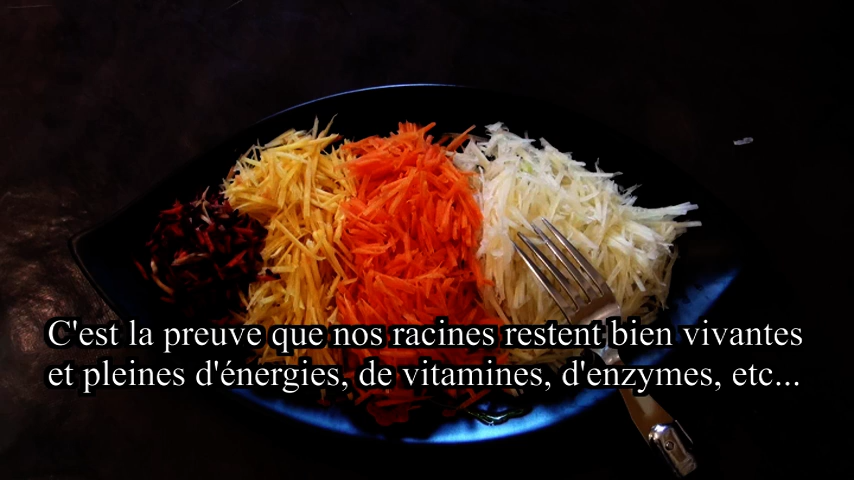 C'est la preuve que nos racines restent bien vivantes
et pleines d'énergies, de vitamines, d'enzymes, etc...